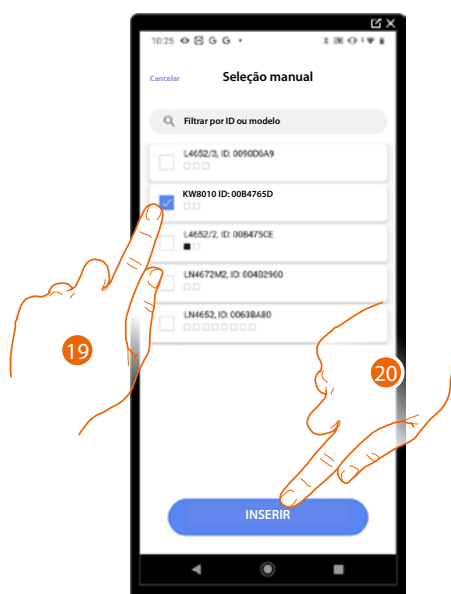 10:25 G G
Cancelar
Seleção manual
Filtrar por ID ou modelo
L4652/3, ID: 0090D6A9
KW8010 ID: 00B4765D
L4652/2, ID: 00B475CE
LN4672M2, ID: 004B2960
LN4652, ID: 0063BA80
19
20
INSERIR